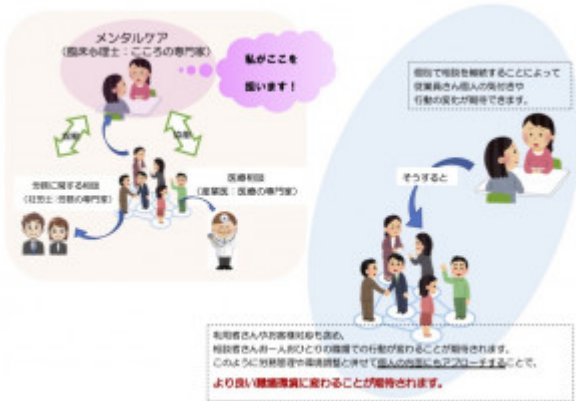 メンタルケア
(臨床心理士:こころの専門家)
私がここを
担います!
労務に関する相談
(社労士:労務の専門家)
医療相談
(産業医:医療の専門家)
個別で相談を継続することによって
従業員さん個人の気付きや
行動の変化が期待できます。
そうすると
利用者さんやお客様対応も含め、
相談者さんお一人おひとりの職場での行動が変わることが期待されます。
このように労務管理や環境調整と併せて個人の内面にもアプローチすることで、
より良い職場環境に変わることが期待されます。